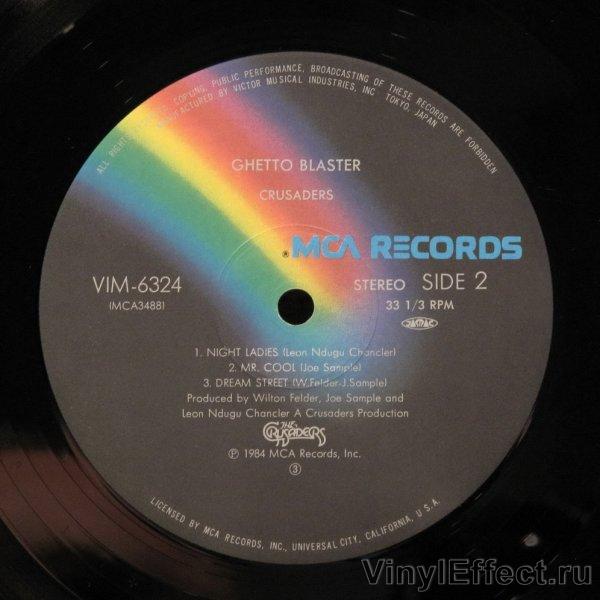 ALL RIGHTS COPYING, PUBLIC PERFORMANCE, BROADCASTING OF THESE RECORDS ARE FORBIDDEN
MANUFACTURED BY VICTOR MUSICAL INDUSTRIES, INC TOKYO, JAPAN
GHETTO BLASTER
CRUSADERS
® MCA RECORDS
VIM-6324
(MCA3488)
STEREO SIDE 2
33 1/3 RPM
JASRAC
1. NIGHT LADIES (Leon Ndugu Chancler)
2. MR. COOL (Joe Sample)
3. DREAM STREET (W.Felder-J.Sample)
Produced by Wilton Felder, Joe Sample and
Leon Ndugu Chancler A Crusaders Production
THE CRUSADERS
℗ 1984 MCA Records, Inc.
③
LICENSED BY MCA RECORDS, INC., UNIVERSAL CITY, CALIFORNIA, U.S.A.
VinylEffect.ru